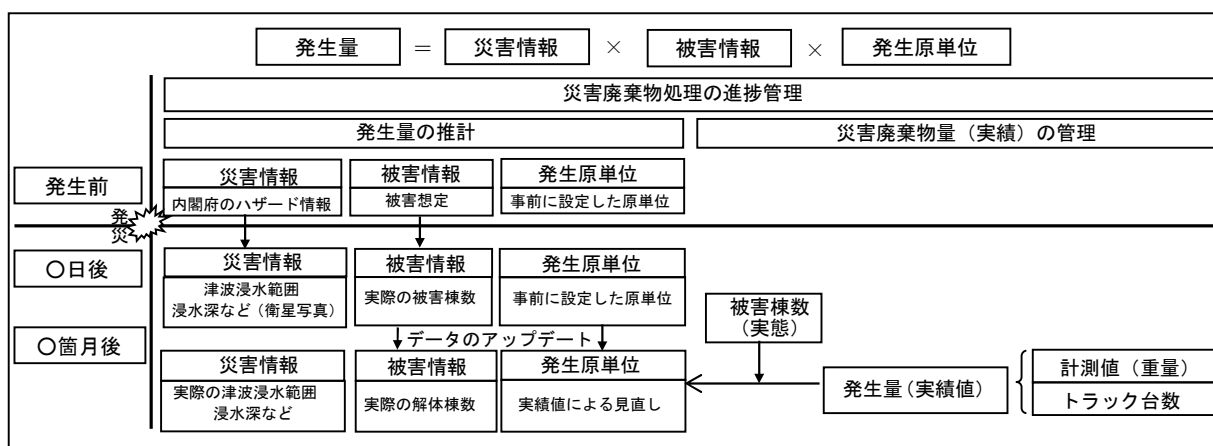 発生量 = 災害情報 × 被害情報 × 発生原単位
災害廃棄物処理の進捗管理
発生量の推計
災害廃棄物量（実績）の管理
発生前
災害情報
内閣府のハザード情報
被害情報
被害想定
発生原単位
事前に設定した原単位
発災
〇日後
災害情報
津波浸水範囲
浸水深など（衛星写真）
被害情報
実際の被害棟数
発生原単位
事前に設定した原単位
被害棟数
（実態）
データのアップデート
〇箇月後
災害情報
実際の津波浸水範囲
浸水深など
被害情報
実際の解体棟数
発生原単位
実績値による見直し
発生量（実績値）
計測値（重量）
トラック台数